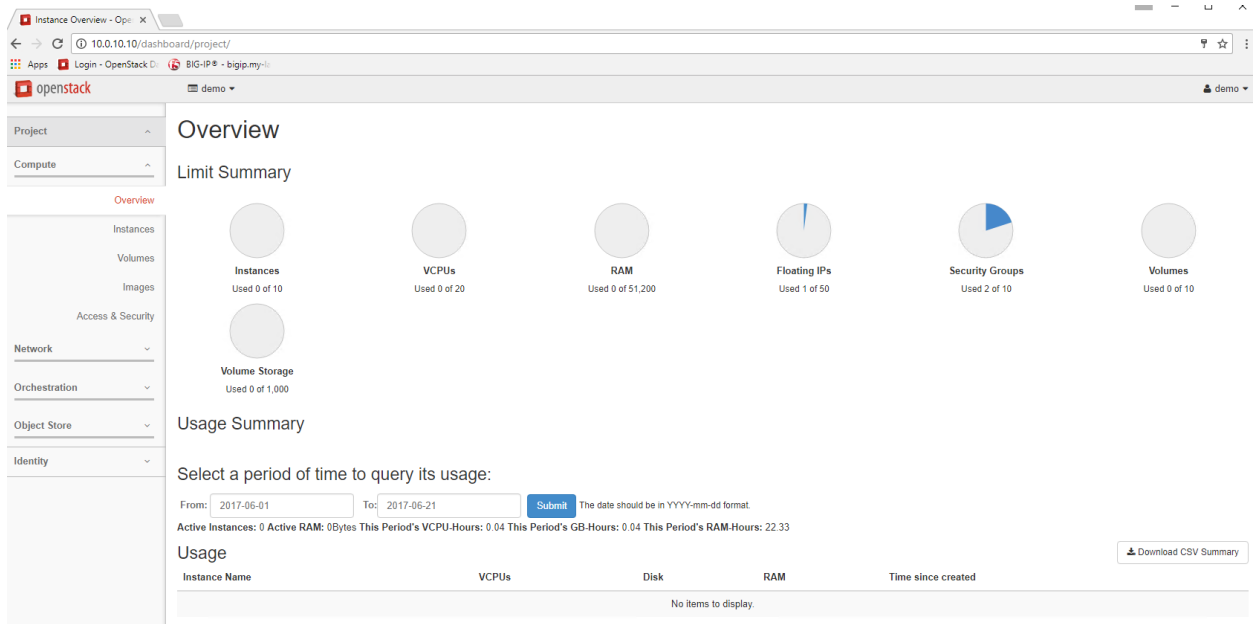 Instance Overview - Ope
10.0.10.10/dashboard/project/
Apps Login - OpenStack Da BIG-IP® - bigip.my-la
openstack demo demo
Project
Overview
Compute
Limit Summary
Overview
Instances
Volumes
Images
Access & Security
Network
Orchestration
Object Store
Identity
Instances VCPUs RAM Floating IPs Security Groups Volumes
Used 0 of 10 Used 0 of 20 Used 0 of 51,200 Used 1 of 50 Used 2 of 10 Used 0 of 10
Volume Storage
Used 0 of 1,000
Usage Summary
Select a period of time to query its usage:
From: 2017-06-01 To: 2017-06-21 Submit The date should be in YYYY-mm-dd format.
Active Instances: 0 Active RAM: 0Bytes This Period's VCPU-Hours: 0.04 This Period's GB-Hours: 0.04 This Period's RAM-Hours: 22.33
Usage Download CSV Summary
Instance Name VCPUs Disk RAM Time since created
No items to display.